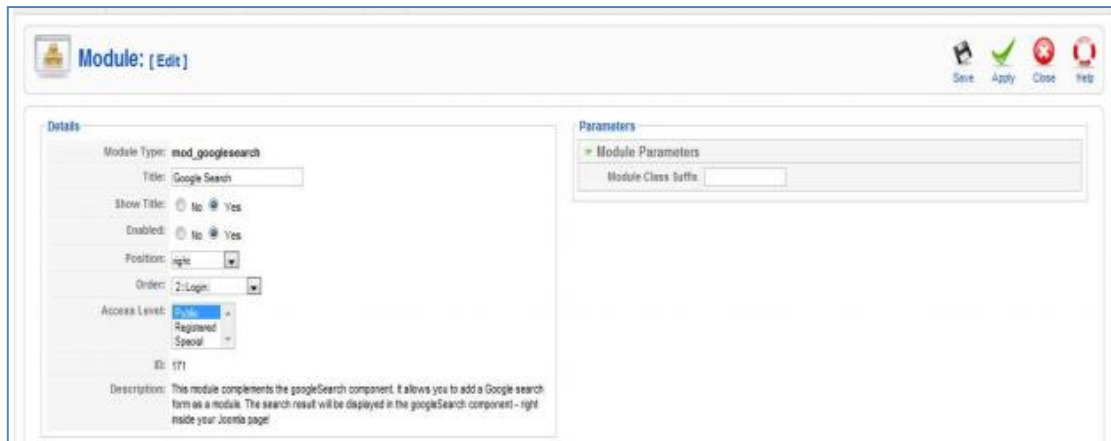 Module: [ Edit ]
Save Apply Close Help
Details
Module Type: mod_googlesearch
Title: Google Search
Show Title: No Yes
Enabled: No Yes
Position: right
Order: 2::Login
Access Level: Public
Registered
Special
ID: 171
Description: This module complements the googleSearch component. It allows you to add a Google search
form as a module. The search result will be displayed in the googleSearch component - right
inside your Joomla page!
Parameters
Module Parameters
Module Class Suffix